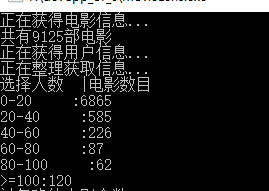 正在获得电影信息...
共有9125部电影
正在获得用户信息...
正在整理获取信息...
选择人数 |电影数目
0-20 :6865
20-40 :585
40-60 :226
60-80 :87
80-100 :62
>=100:120